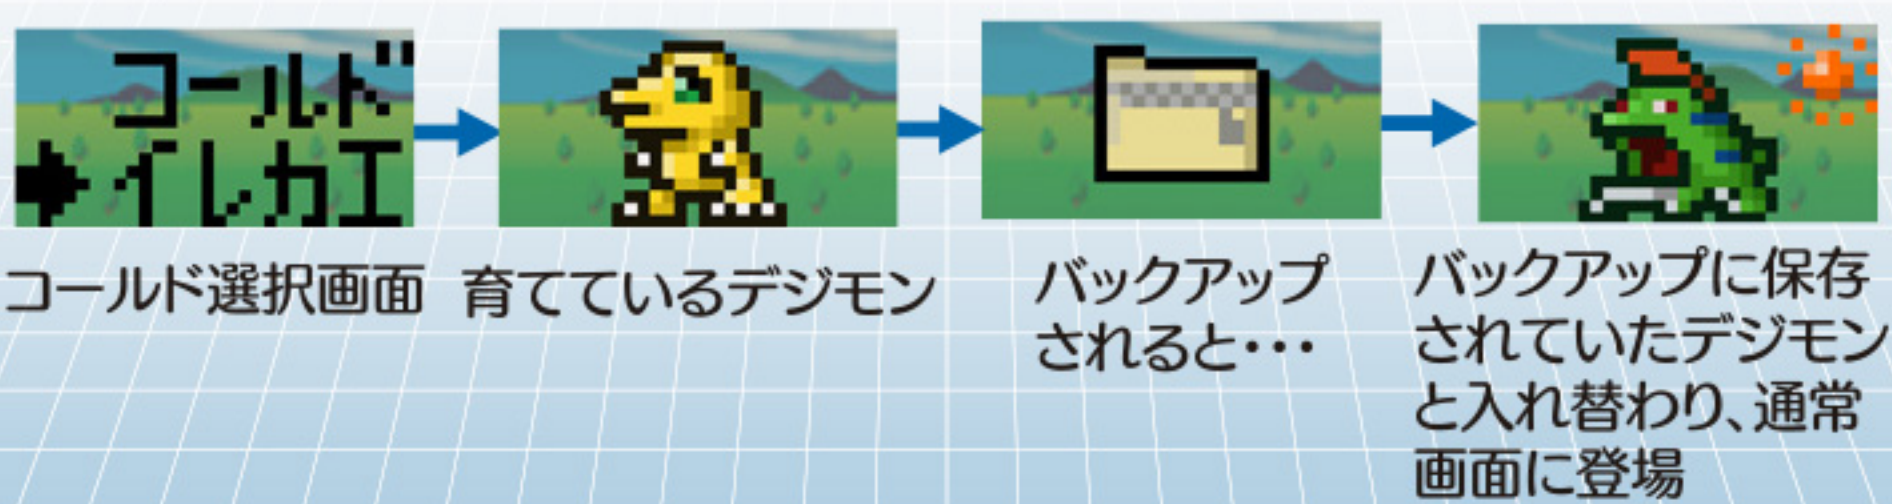 コールド
イレカエ
コールド選択画面
育てているデジモン
バックアップ
されると・・・
バックアップに保存
されていたデジモン
と入れ替わり、通常
画面に登場